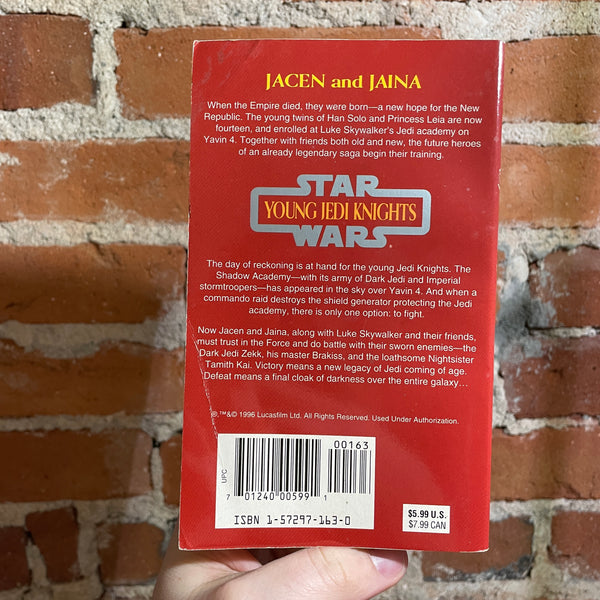 JACEN and JAINA
When the Empire died, they were born—a new hope for the New
Republic. The young twins of Han Solo and Princess Leia are now
fourteen, and enrolled at Luke Skywalker's Jedi academy on
Yavin 4. Together with friends both old and new, the future heroes
of an already legendary saga begin their training.
STAR
YOUNG JEDI KNIGHTS
WARS®
The day of reckoning is at hand for the young Jedi Knights. The
Shadow Academy—with its army of Dark Jedi and Imperial
stormtroopers—has appeared in the sky over Yavin 4. And when a
commando raid destroys the shield generator protecting the Jedi
academy, there is only one option: to fight.
Now Jacen and Jaina, along with Luke Skywalker and their friends,
must trust in the Force and do battle with their sworn enemies—the
Dark Jedi Zekk, his master Brakiss, and the loathsome Nightsister
Tamith Kai. Victory means a new legacy of Jedi coming of age.
Defeat means a final cloak of darkness over the entire galaxy...
®,™&© 1996 Lucasfilm Ltd. All Rights Reserved. Used Under Authorization.
00163
UPC
7 01240 00599 1
ISBN 1-57297-163-0
$5.99 U.S.
$7.99 CAN